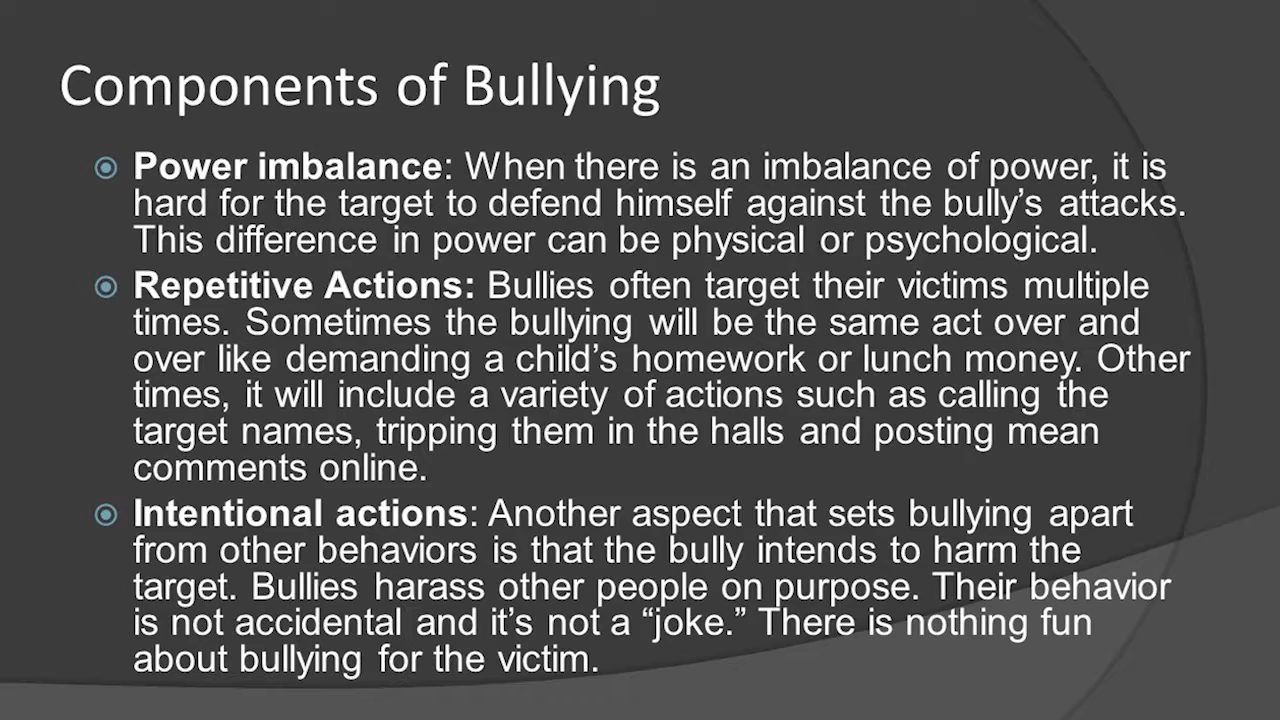 Components of Bullying
Power imbalance: When there is an imbalance of power, it is
hard for the target to defend himself against the bully’s attacks.
This difference in power can be physical or psychological.
Repetitive Actions: Bullies often target their victims multiple
times. Sometimes the bullying will be the same act over and
over like demanding a child’s homework or lunch money. Other
times, it will include a variety of actions such as calling the
target names, tripping them in the halls and posting mean
comments online.
Intentional actions: Another aspect that sets bullying apart
from other behaviors is that the bully intends to harm the
target. Bullies harass other people on purpose. Their behavior
is not accidental and it’s not a “joke.” There is nothing fun
about bullying for the victim.